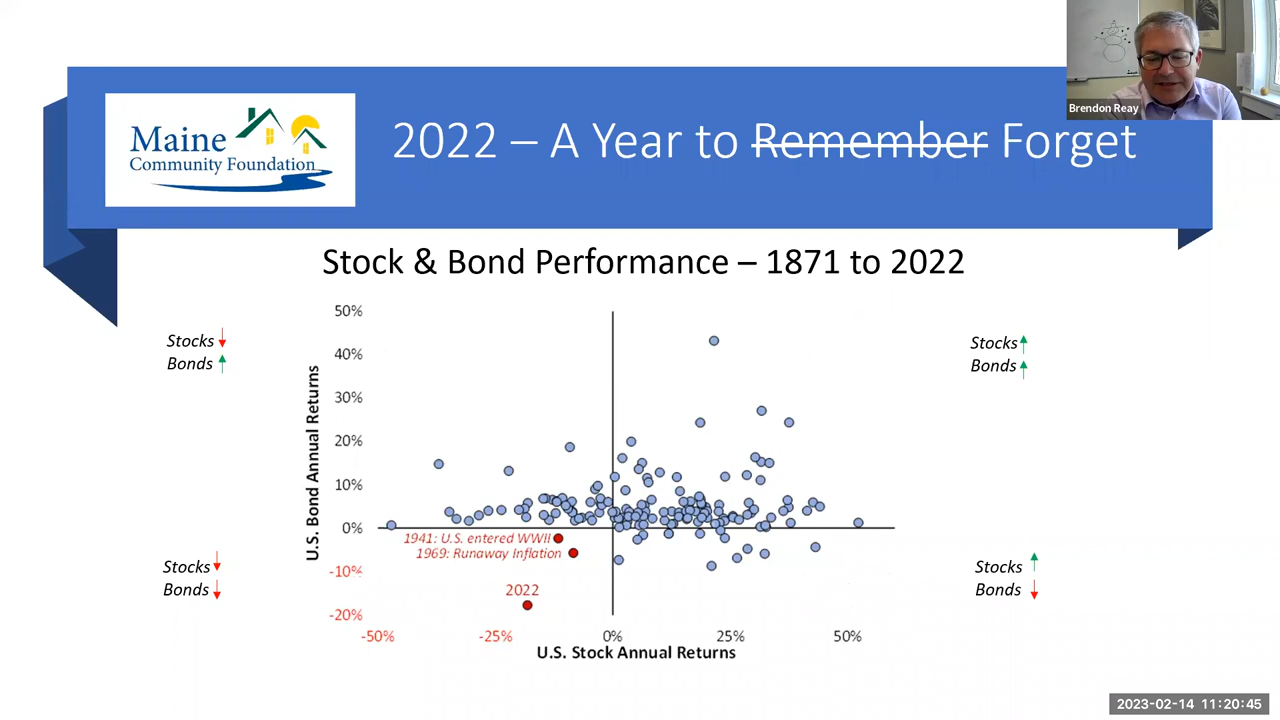 Brendon Reay
Maine
Community Foundation
2022 – A Year to Remember Forget
Stock & Bond Performance – 1871 to 2022
Stocks
Bonds
Stocks
Bonds
U.S. Bond Annual Returns
50%
40%
30%
20%
10%
0%
-10%
-20%
1941: U.S. entered WWII
1969: Runaway Inflation
2022
Stocks
Bonds
Stocks
Bonds
-50%
-25%
0%
25%
50%
U.S. Stock Annual Returns
2023-02-14 11:20:45